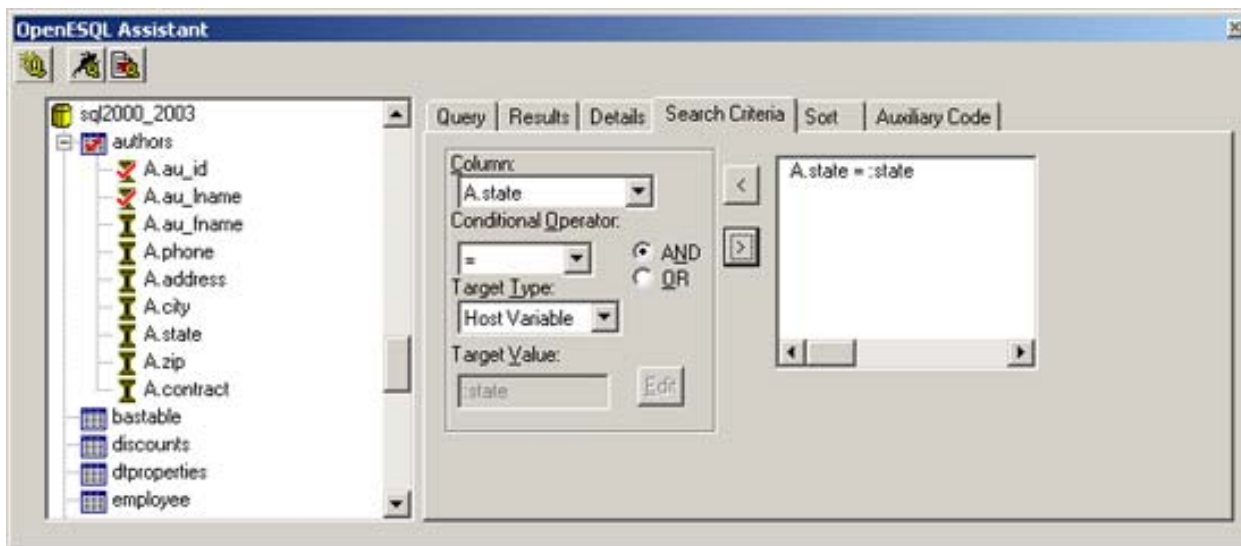 OpenESQL Assistant
sql2000_2003
authors
A.au_id
A.au_lname
A.au_fname
A.phone
A.address
A.city
A.state
A.zip
A.contract
bastable
discounts
dtproperties
employee
Query Results Details Search Criteria Sort Auxiliary Code
Column:
A.state
Conditional Operator:
=
AND
OR
Target Type:
Host Variable
Target Value:
:state
Edit
<
>
A.state = :state